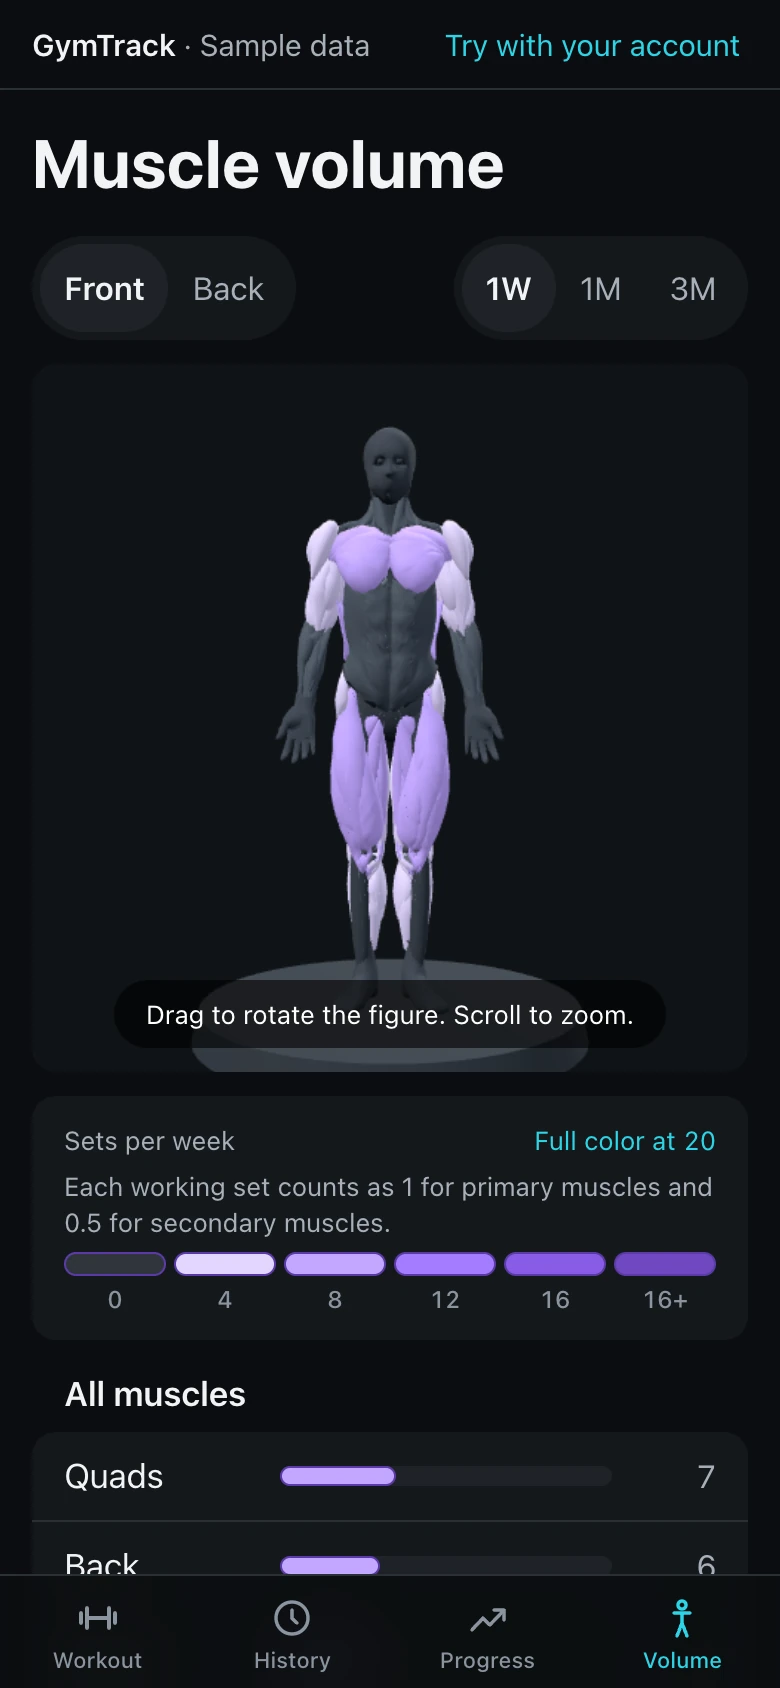 GymTrack · Sample data
Try with your account
Muscle volume
Front Back
1W 1M 3M
Drag to rotate the figure. Scroll to zoom.
Sets per week
Full color at 20
Each working set counts as 1 for primary muscles and
0.5 for secondary muscles.
0 4 8 12 16 16+
All muscles
Quads 7
Back 6
Workout History Progress Volume